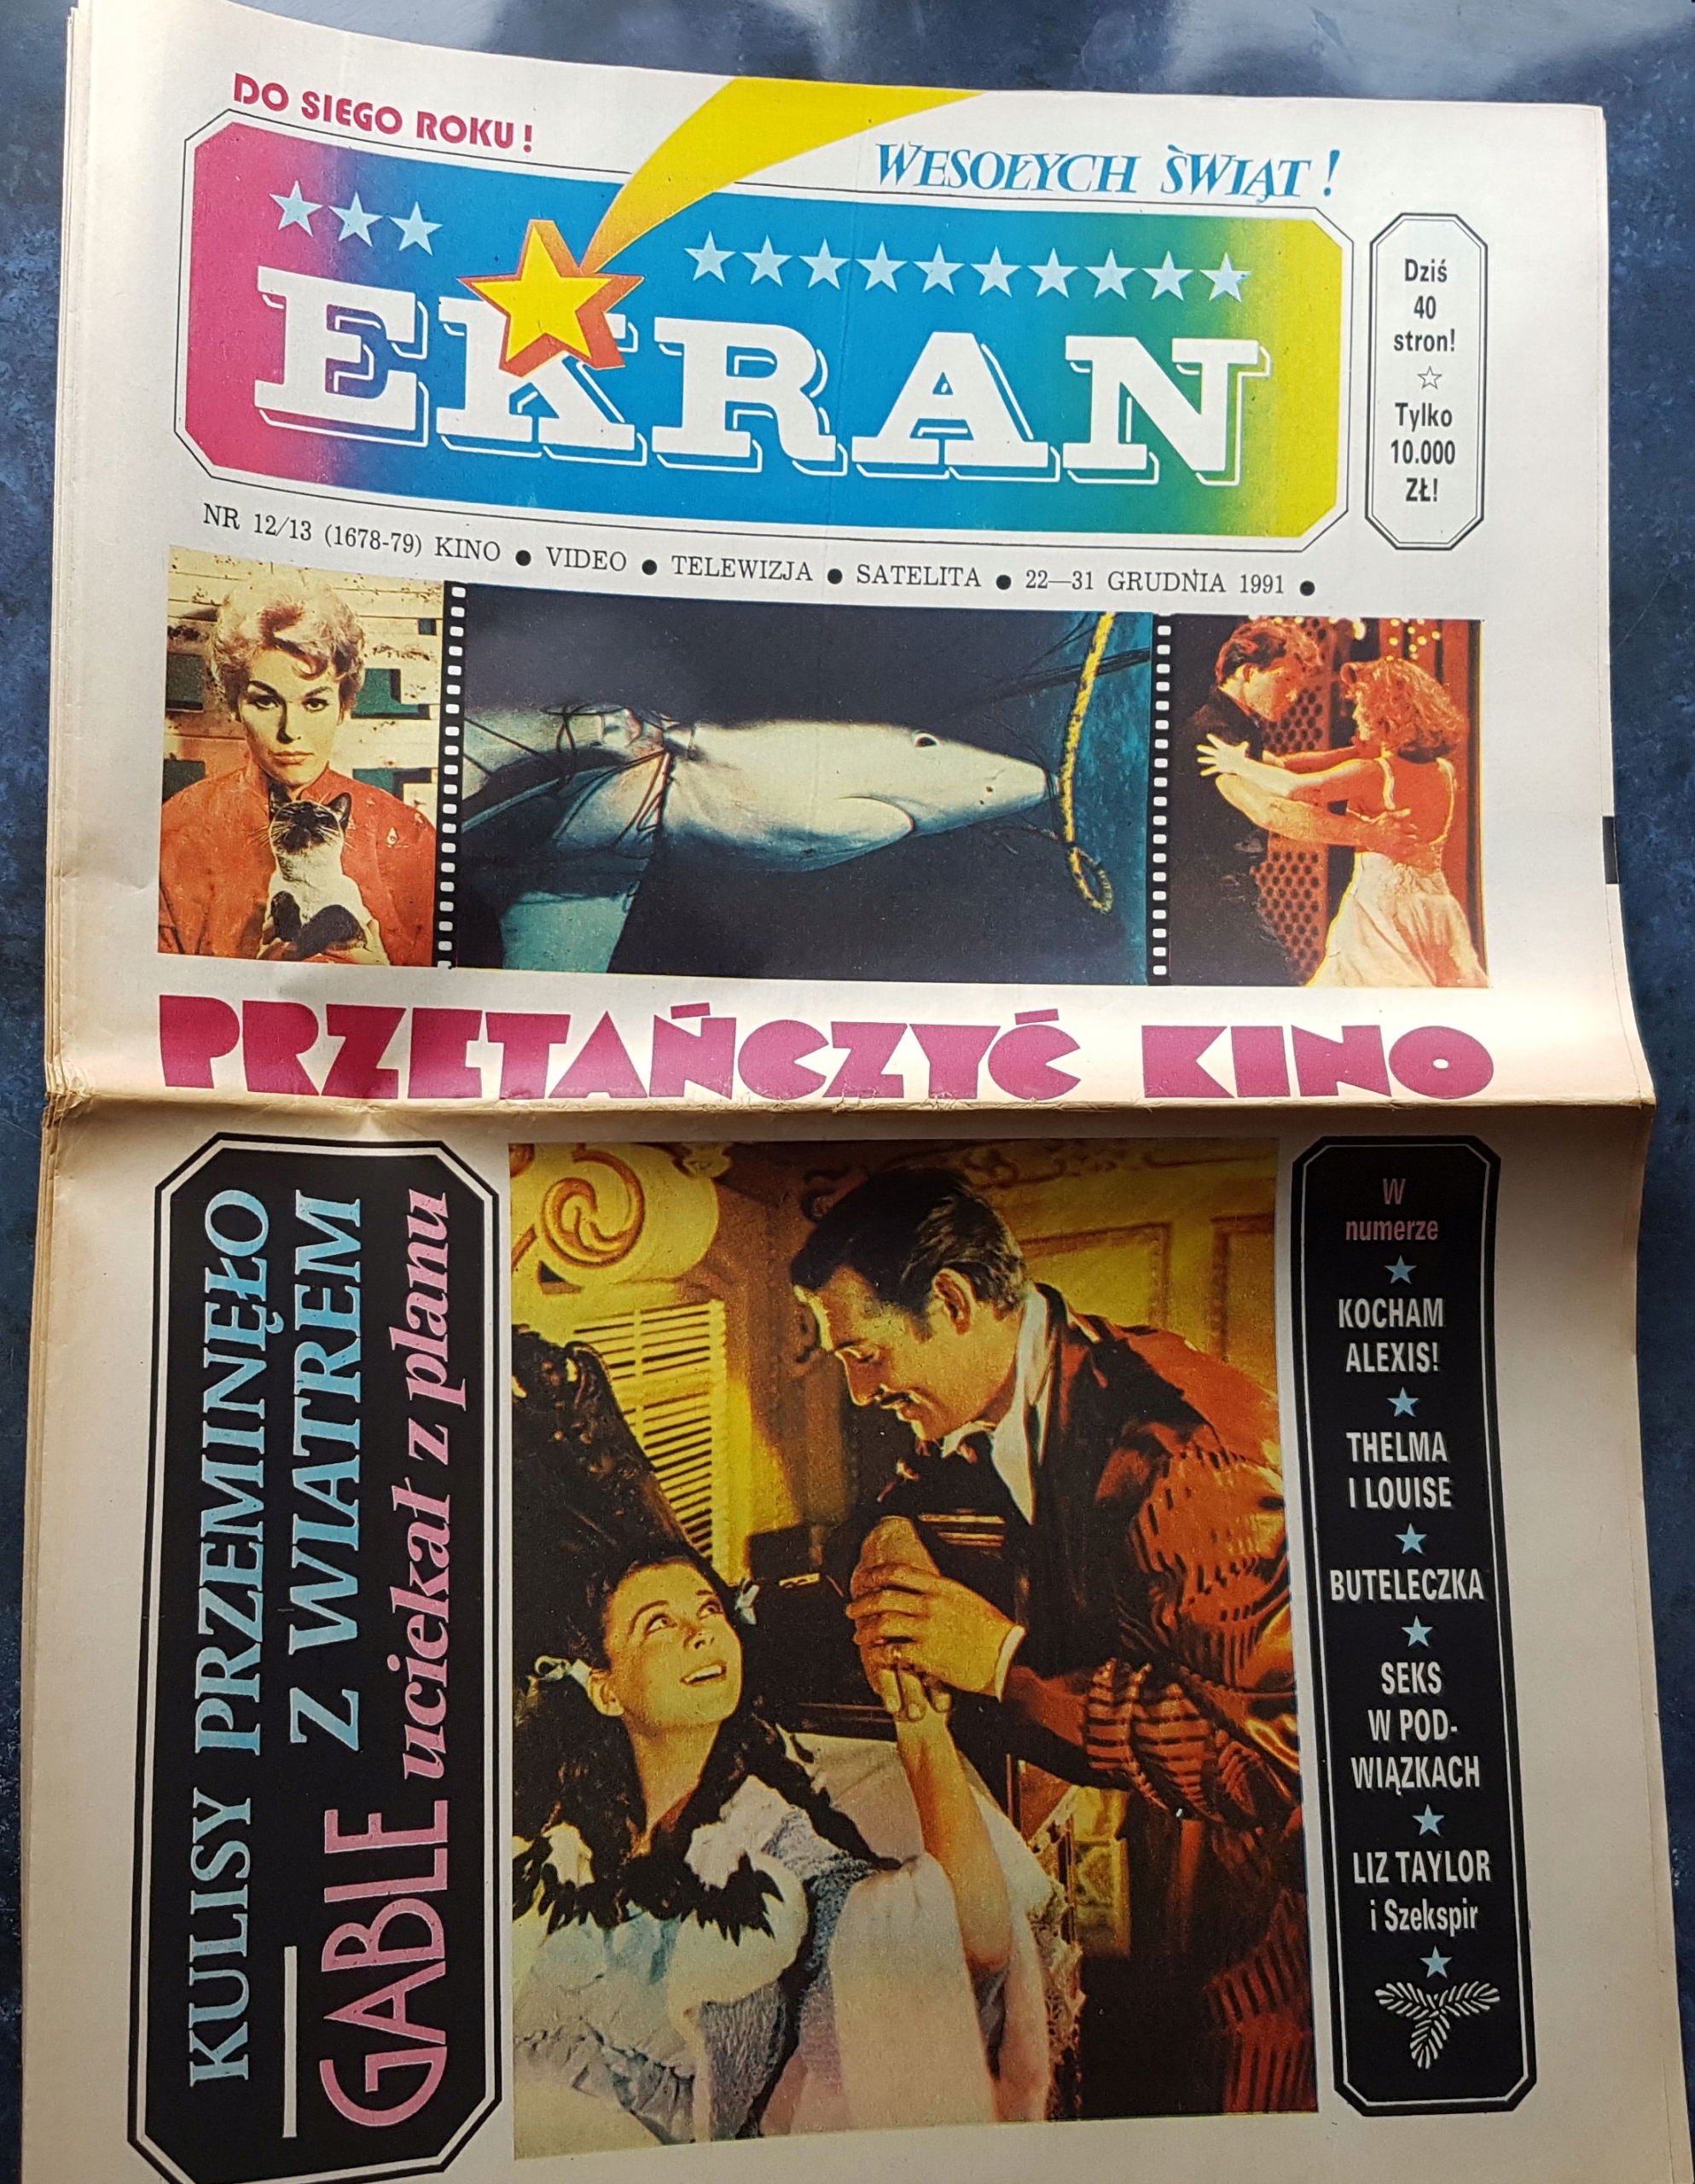 DO SIEGO ROKU!
WESOŁYCH ŚWIĄT!
EKRAN
Dziś
40
stron!
Tylko
10.000
ZŁ!
NR 12/13 (1678-79) KINO ● VIDEO ● TELEWIZJA ● SATELITA ● 22—31 GRUDNIA 1991 ●
PRZETAŃCZYĆ KINO
KULISY PRZEMINĘŁO
Z WIATREM
GABLE uciekał z planu
W
numerze
KOCHAM
ALEXIS!
THELMA
I LOUISE
BUTELECZKA
SEKS
W POD-
WIĄZKACH
LIZ TAYLOR
i Szekspir